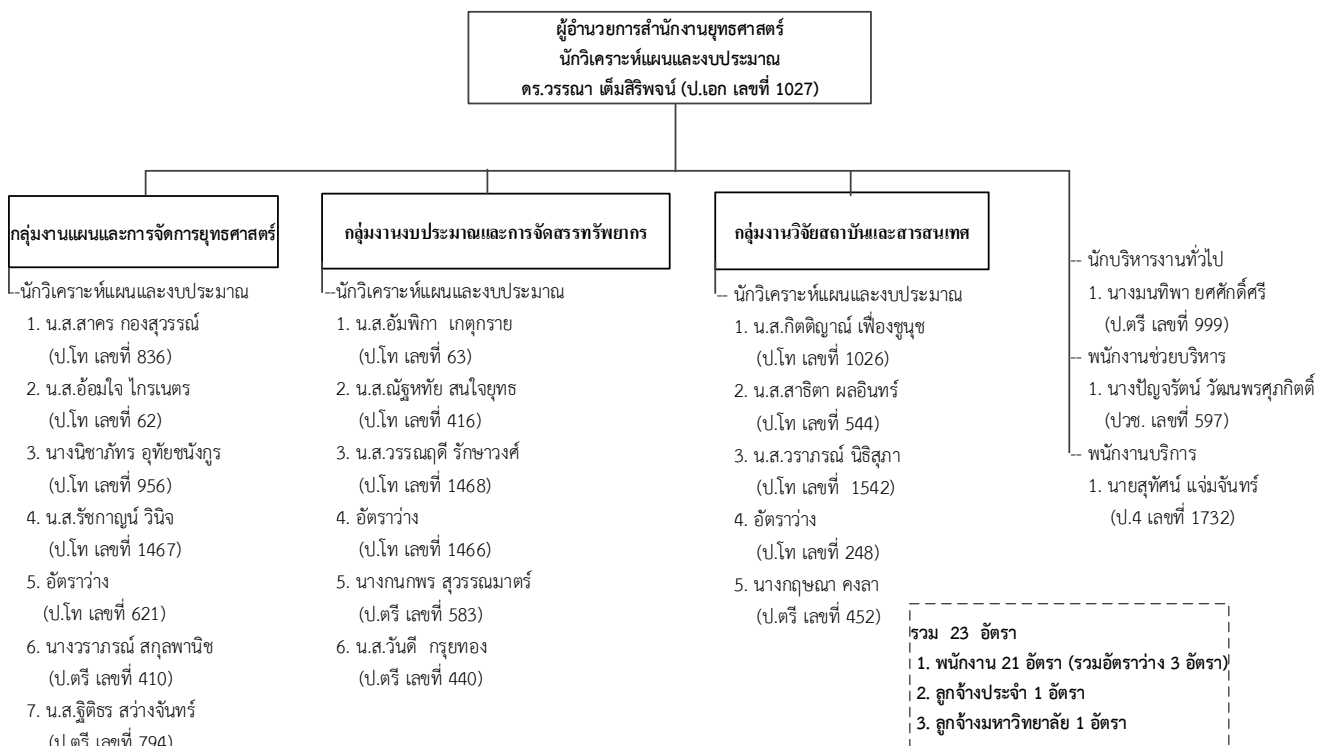 ผู้อำนวยการสำนักงานยุทธศาสตร์
นักวิเคราะห์แผนและงบประมาณ
ดร.วรรณา เต็มสิริพจน์ (ป.เอก เลขที่ 1027)
กลุ่มงานแผนและการจัดการยุทธศาสตร์
--นักวิเคราะห์แผนและงบประมาณ
1. น.ส.สาคร กองสุวรรณ์
(ป.โท เลขที่ 836)
2. น.ส.อ้อมใจ ไกรเนตร
(ป.โท เลขที่ 62)
3. นางนิชาภัทร อุทัยชนังกูร
(ป.โท เลขที่ 956)
4. น.ส.รัชกาญน์ วินิจ
(ป.โท เลขที่ 1467)
5. อัตราว่าง
(ป.โท เลขที่ 621)
6. นางวราภรณ์ สกุลพานิช
(ป.ตรี เลขที่ 410)
7. น.ส.ฐิติธร สว่างจันทร์
(ป.ตรี เลขที่ 794)
กลุ่มงานงบประมาณและการจัดสรรทรัพยากร
--นักวิเคราะห์แผนและงบประมาณ
1. น.ส.อัมพิกา เกตุกราย
(ป.โท เลขที่ 63)
2. น.ส.ณัฐหทัย สนใจยุทธ
(ป.โท เลขที่ 416)
3. น.ส.วรรณฤดี รักษาวงศ์
(ป.โท เลขที่ 1468)
4. อัตราว่าง
(ป.โท เลขที่ 1466)
5. นางกนกพร สุวรรณมาตร์
(ป.ตรี เลขที่ 583)
6. น.ส.วันดี กรุยทอง
(ป.ตรี เลขที่ 440)
กลุ่มงานวิจัยสถาบันและสารสนเทศ
-- นักวิเคราะห์แผนและงบประมาณ
1. น.ส.กิตติญาณ์ เฟื่องชูนุช
(ป.โท เลขที่ 1026)
2. น.ส.สาธิตา ผลอินทร์
(ป.โท เลขที่ 544)
3. น.ส.วราภรณ์ นิธิสุภา
(ป.โท เลขที่ 1542)
4. อัตราว่าง
(ป.โท เลขที่ 248)
5. นางกฤษณา คงลา
(ป.ตรี เลขที่ 452)
-- นักบริหารงานทั่วไป
1. นางมนทิพา ยศศักดิ์ศรี
(ป.ตรี เลขที่ 999)
-- พนักงานช่วยบริหาร
1. นางปัญจรัตน์ วัฒนพรศุภกิตติ์
(ปวช. เลขที่ 597)
-- พนักงานบริการ
1. นายสุทัศน์ แจ่มจันทร์
(ป.4 เลขที่ 1732)
รวม 23 อัตรา
1. พนักงาน 21 อัตรา (รวมอัตราว่าง 3 อัตรา)
2. ลูกจ้างประจำ 1 อัตรา
3. ลูกจ้างมหาวิทยาลัย 1 อัตรา